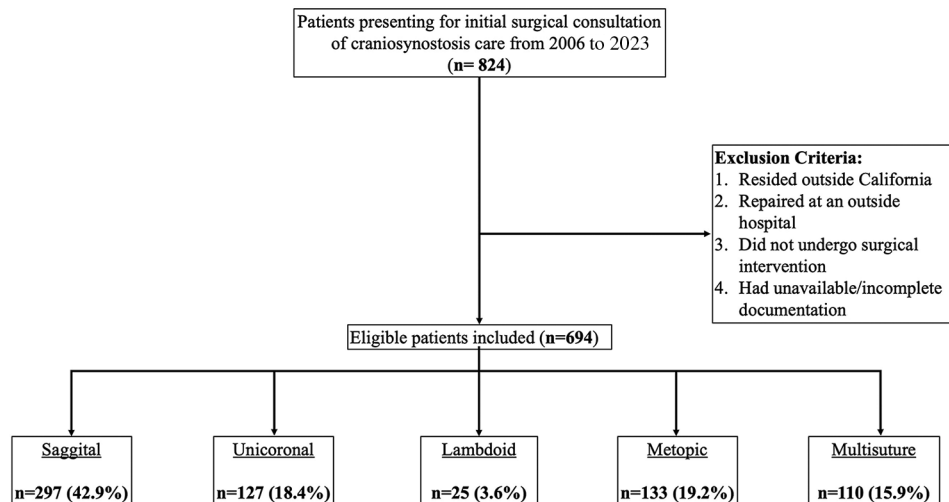 Patients presenting for initial surgical consultation
of craniosynostosis care from 2006 to 2023
(n= 824)
Exclusion Criteria:
1. Resided outside California
2. Repaired at an outside
hospital
3. Did not undergo surgical
intervention
4. Had unavailable/incomplete
documentation
Eligible patients included (n=694)
Saggital
n=297 (42.9%)
Unicoronal
n=127 (18.4%)
Lambdoid
n=25 (3.6%)
Metopic
n=133 (19.2%)
Multisuture
n=110 (15.9%)